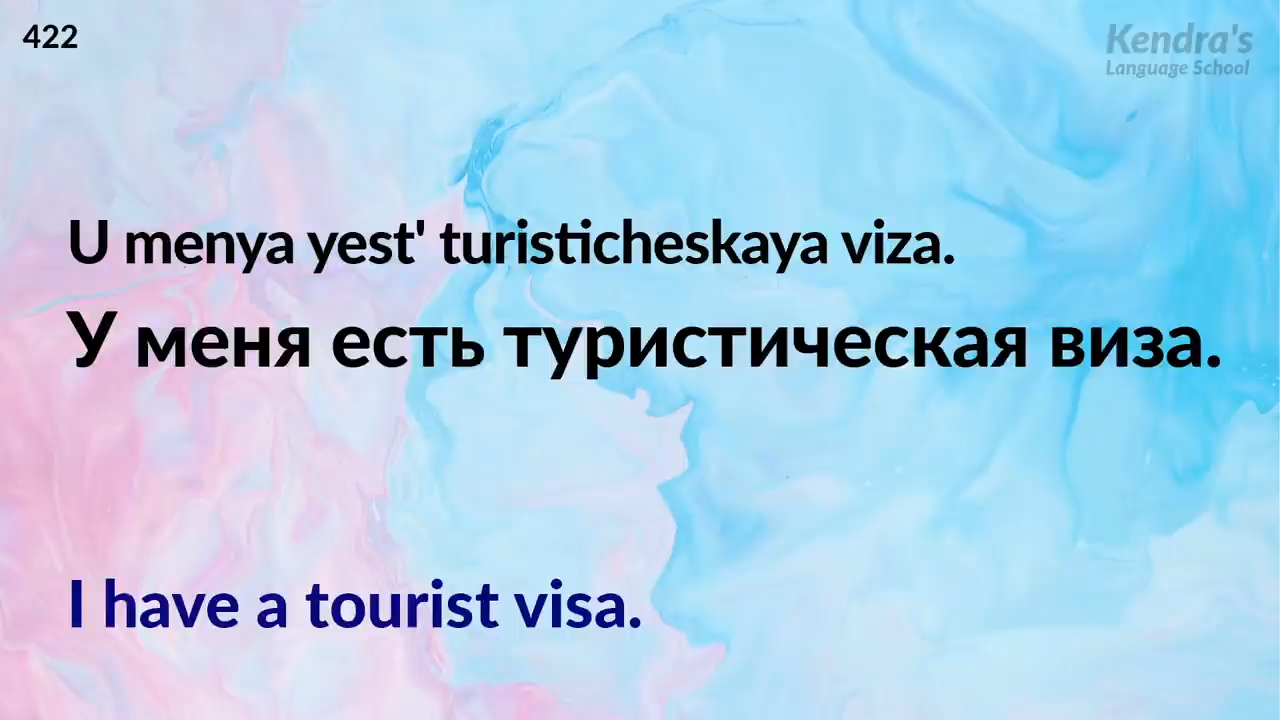 422
Kendra's
Language School
U menya yest' turisticheskaya viza.
У меня есть туристическая виза.
I have a tourist visa.